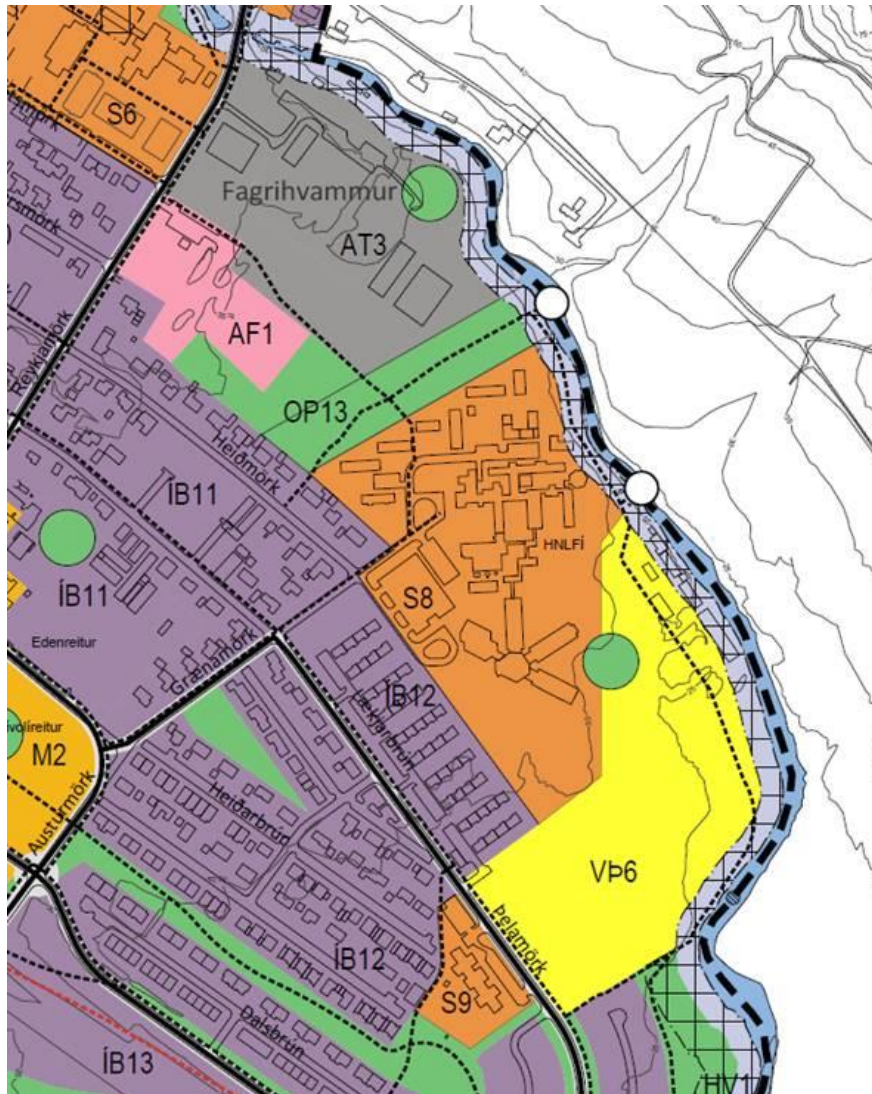 S6
Fagrihvammur
AT3
AF1
Reykjamörk
OP13
Heiðmörk
ÍB11
HNLFÍ
S8
ÍB11
Edenreitur
Grænamörk
ÍB12
M2
Austurmörk
Heiðarbrún
VÞ6
Þelamörk
ÍB12
S9
Dalsbrún
ÍB13
HV1